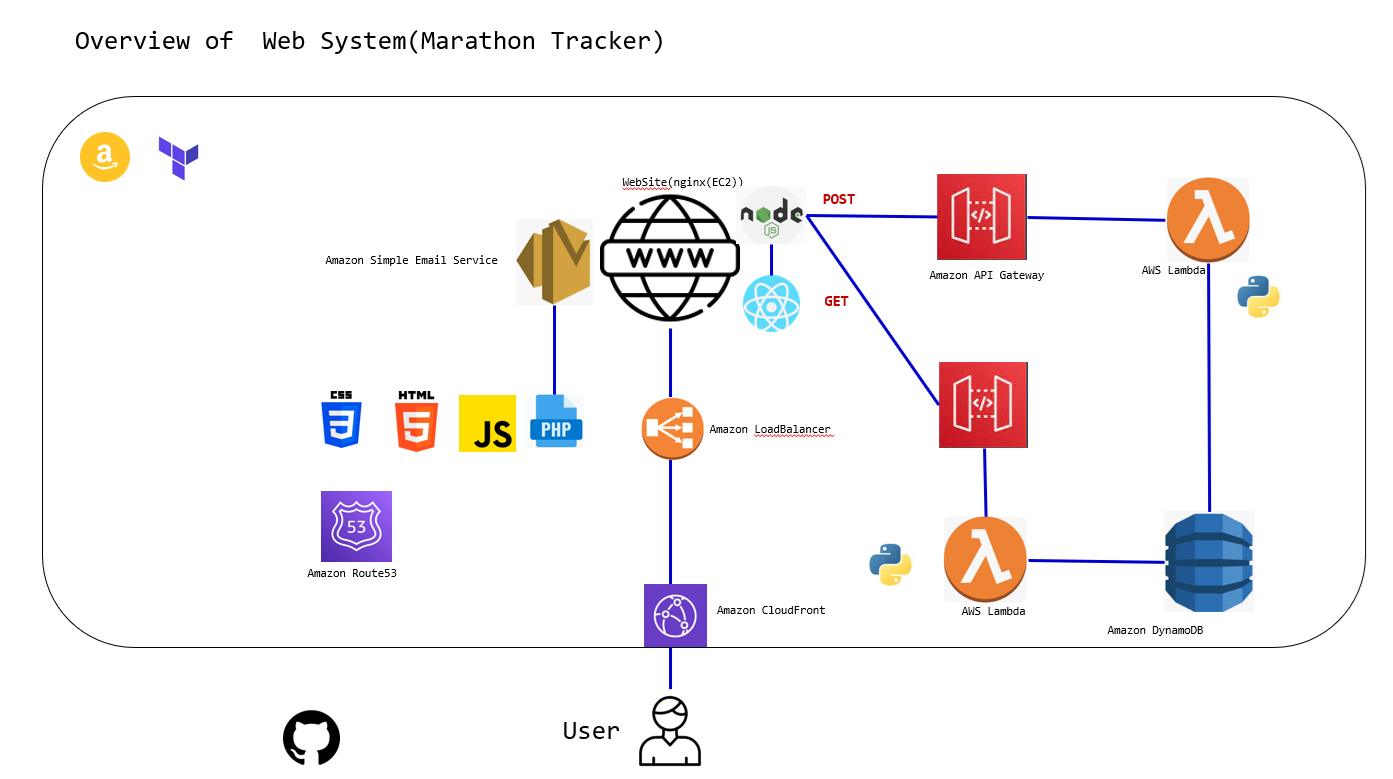 Overview of  Web System(Marathon Tracker)
a
WebSite(nginx(EC2))
node
JS
POST
WWW
Amazon Simple Email Service
</>
Amazon API Gateway
λ
AWS Lambda
GET
CSS
3
HTML
5
JS
PHP
Amazon LoadBalancer
</>
53
Amazon Route53
λ
AWS Lambda
Amazon CloudFront
Amazon DynamoDB
User